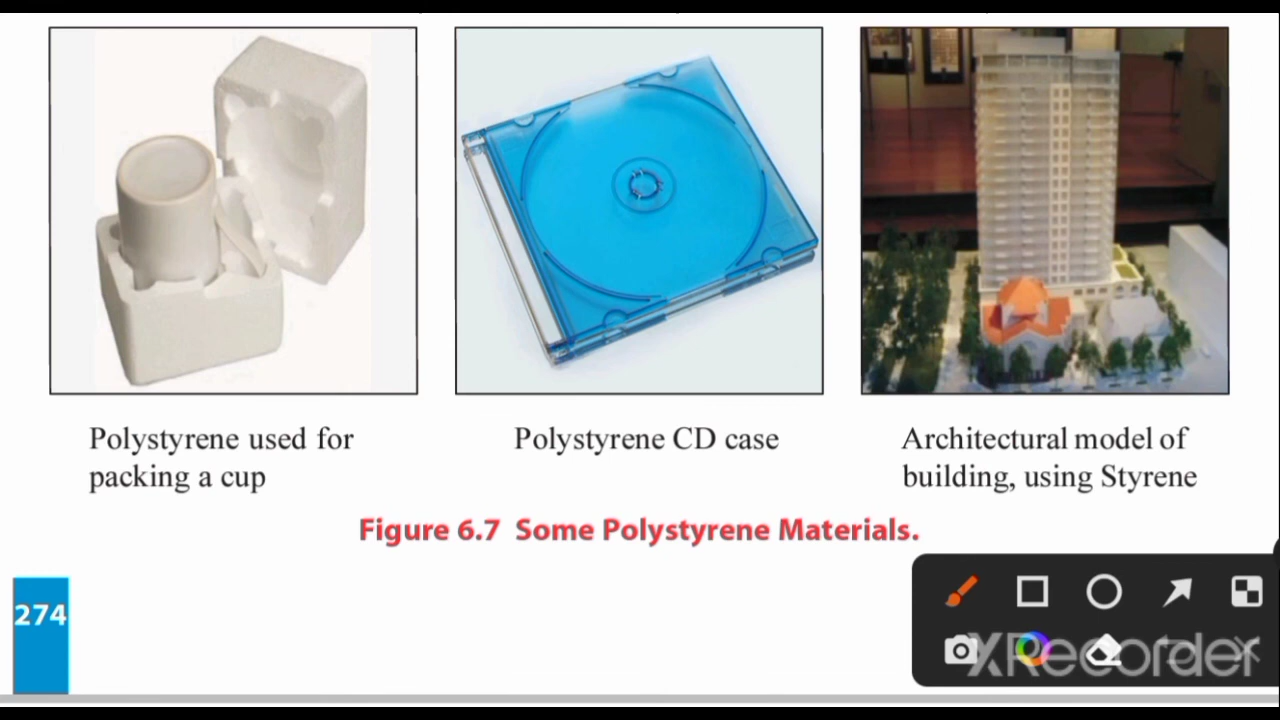 Polystyrene used for
packing a cup
Polystyrene CD case
Architectural model of
building, using Styrene
Figure 6.7 Some Polystyrene Materials.
274
XRecorder